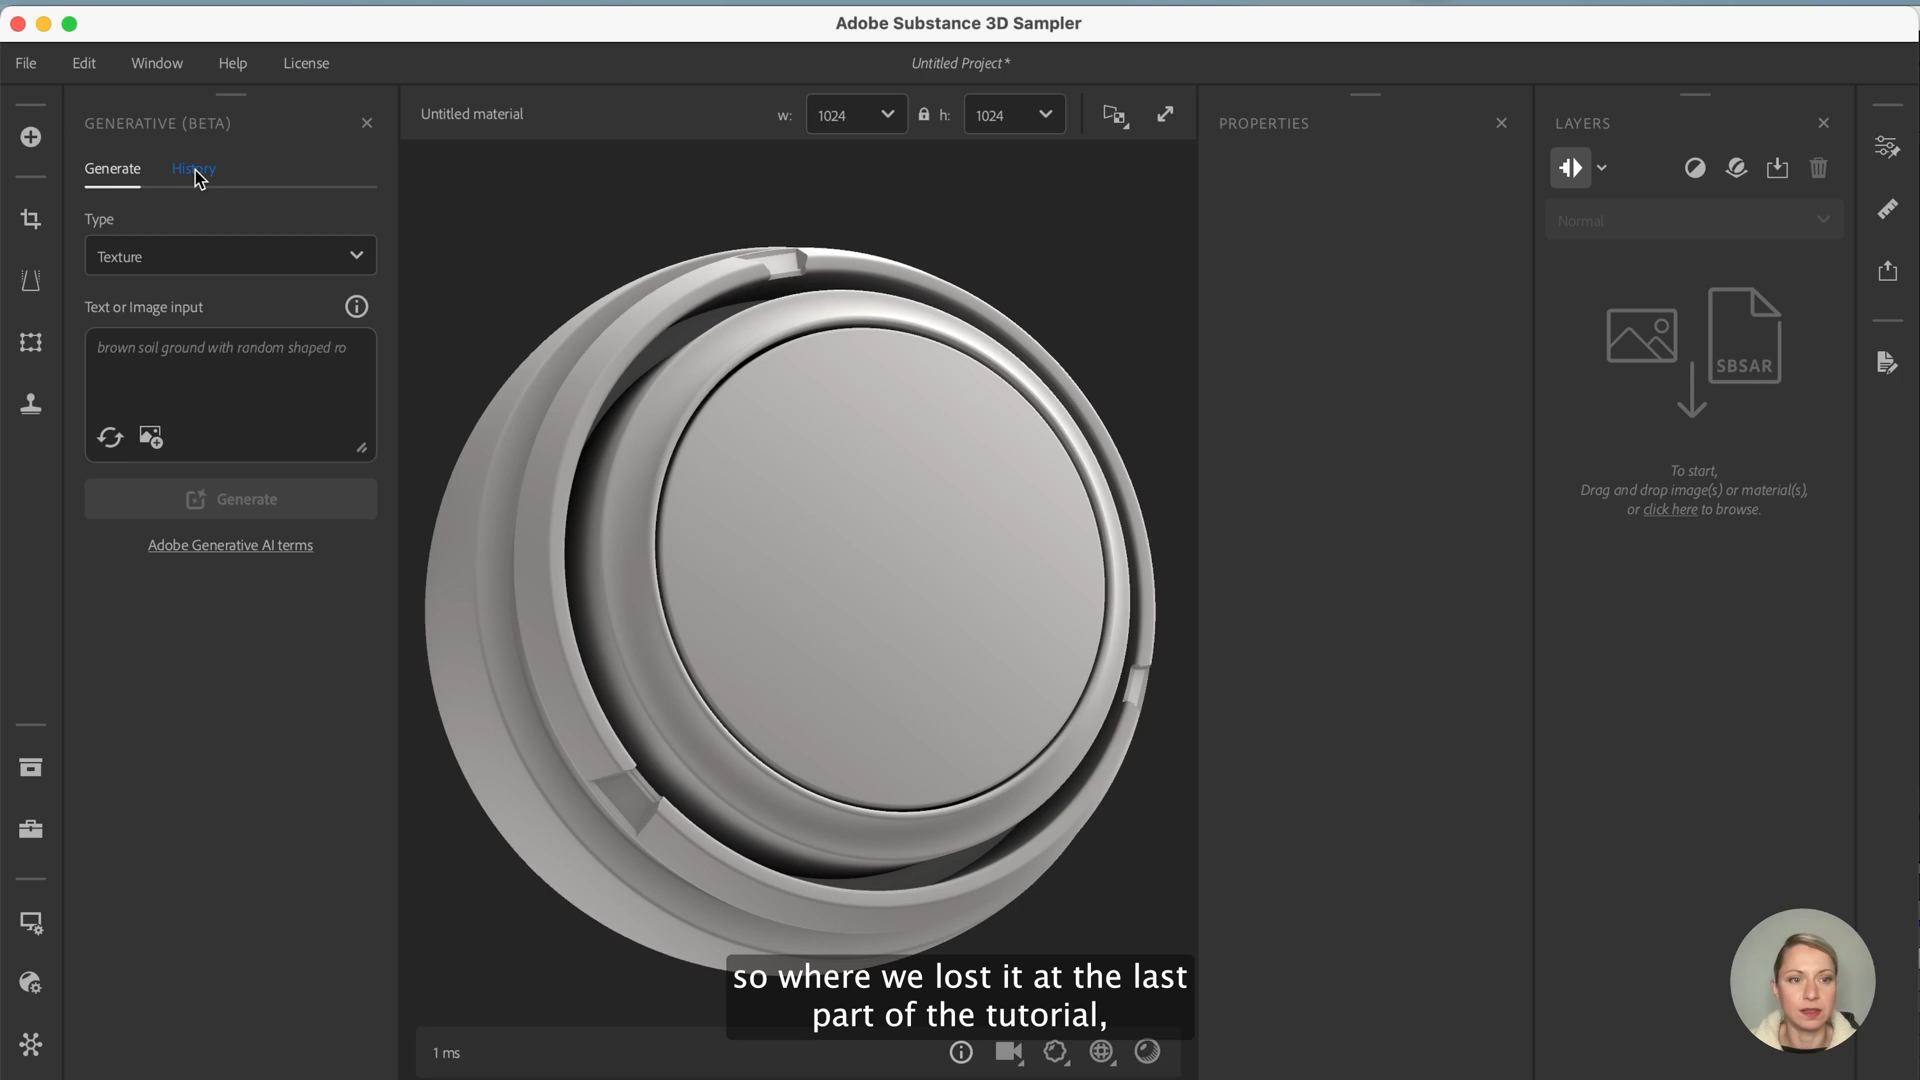 Adobe Substance 3D Sampler
File Edit Window Help License
Untitled Project*
GENERATIVE (BETA)
Generate History
Type
Texture
Text or Image input
brown soil ground with random shaped ro
Generate
Adobe Generative AI terms
Untitled material
w: 1024 h: 1024
PROPERTIES
LAYERS
Normal
SBSAR
To start,
Drag and drop image(s) or material(s),
or click here to browse.
so where we lost it at the last
part of the tutorial,
1 ms